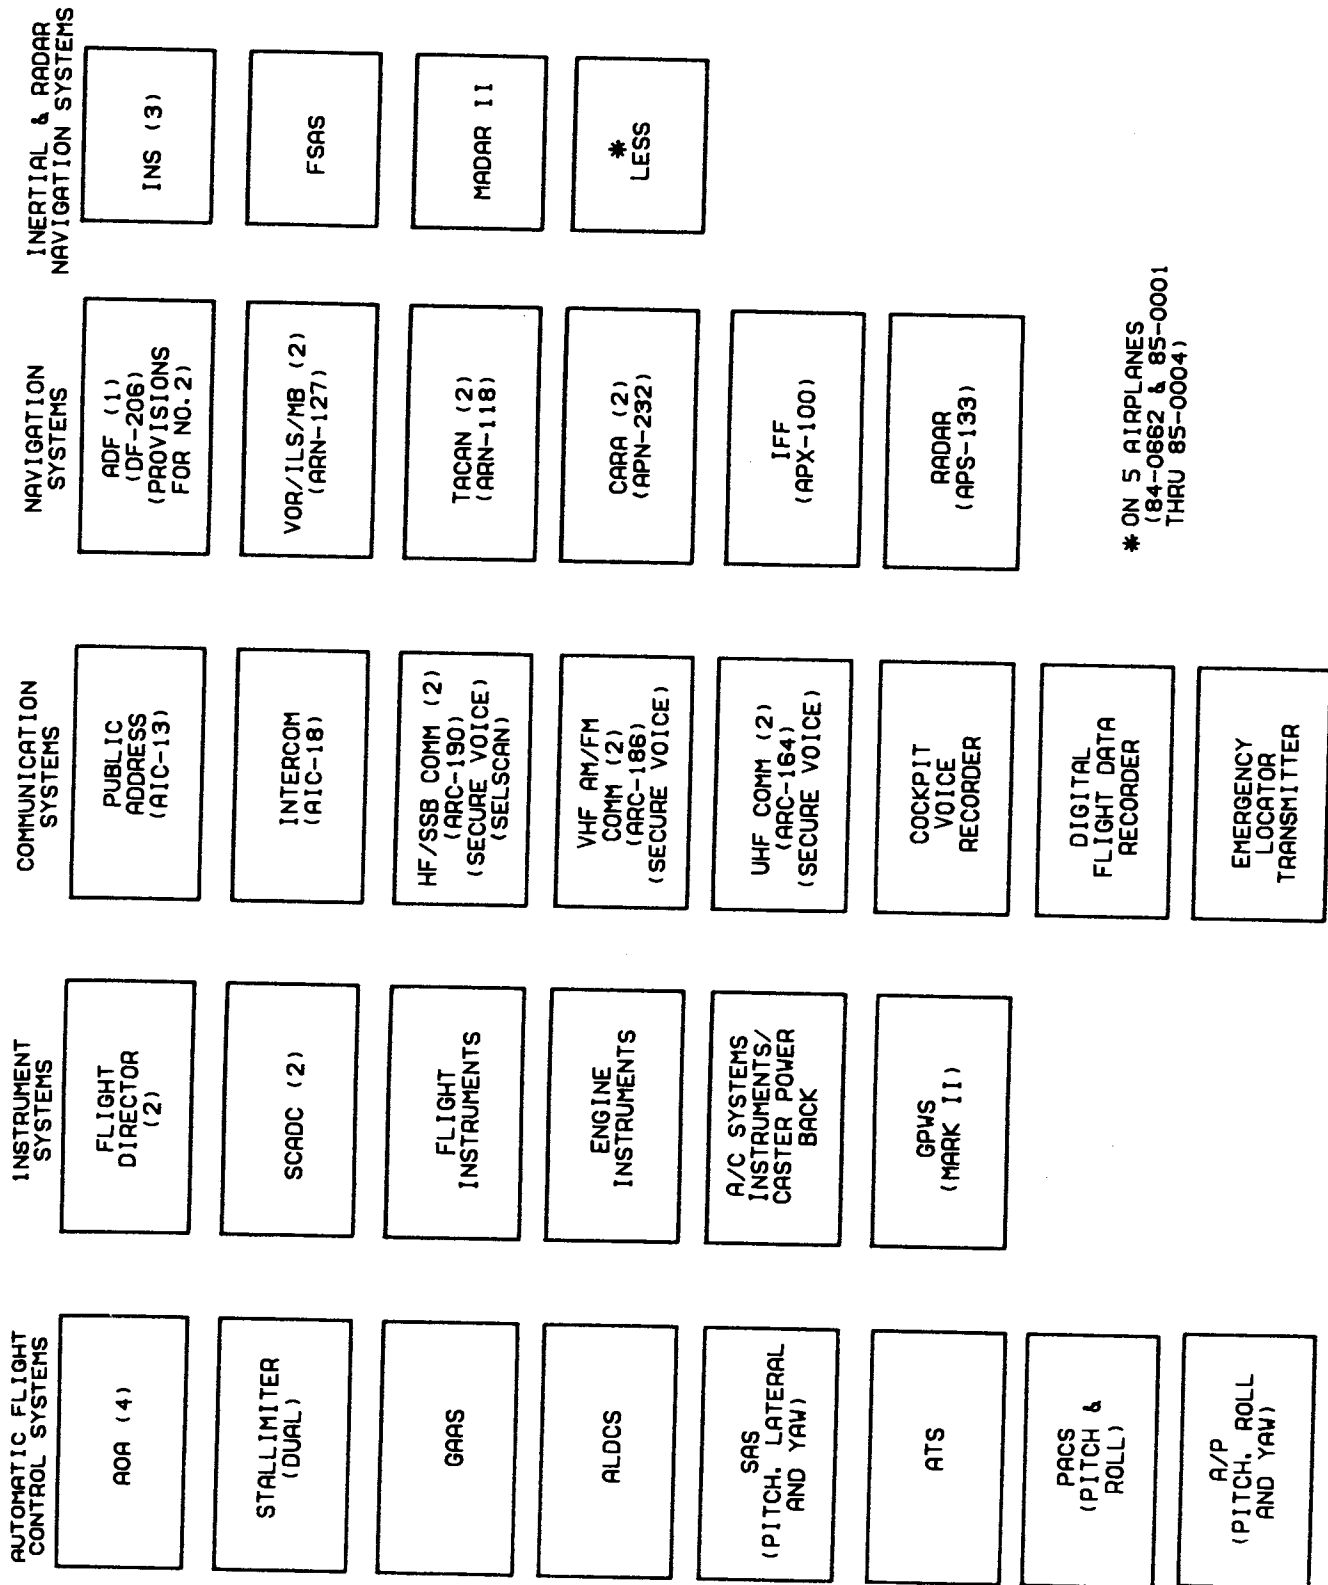 AUTOMATIC FLIGHT
CONTROL SYSTEMS
AOA (4)
STALLIMITER
(DUAL)
GAAS
ALDCS
SAS
(PITCH, LATERAL
AND YAW)
ATS
PACS
(PITCH &
ROLL)
A/P
(PITCH, ROLL
AND YAW)
INSTRUMENT
SYSTEMS
FLIGHT
DIRECTOR
(2)
SCADC (2)
FLIGHT
INSTRUMENTS
ENGINE
INSTRUMENTS
A/C SYSTEMS
INSTRUMENTS/
CASTER POWER
BACK
GPWS
(MARK II)
COMMUNICATION
SYSTEMS
PUBLIC
ADDRESS
(AIC-13)
INTERCOM
(AIC-18)
HF/SSB COMM (2)
(ARC-190)
(SECURE VOICE)
(SELSCAN)
VHF AM/FM
COMM (2)
(ARC-186)
(SECURE VOICE)
UHF COMM (2)
(ARC-164)
(SECURE VOICE)
COCKPIT
VOICE
RECORDER
DIGITAL
FLIGHT DATA
RECORDER
EMERGENCY
LOCATOR
TRANSMITTER
NAVIGATION
SYSTEMS
ADF (1)
(DF-206)
(PROVISIONS
FOR NO. 2)
VOR/ILS/MB (2)
(ARN-127)
TACAN (2)
(ARN-118)
CARA (2)
(APN-232)
IFF
(APX-100)
RADAR
(APS-133)
INERTIAL & RADAR
NAVIGATION SYSTEMS
INS (3)
FSAS
MADAR II
*
LESS
* ON 5 AIRPLANES
(84-0062 & 85-0001
THRU 85-0004)